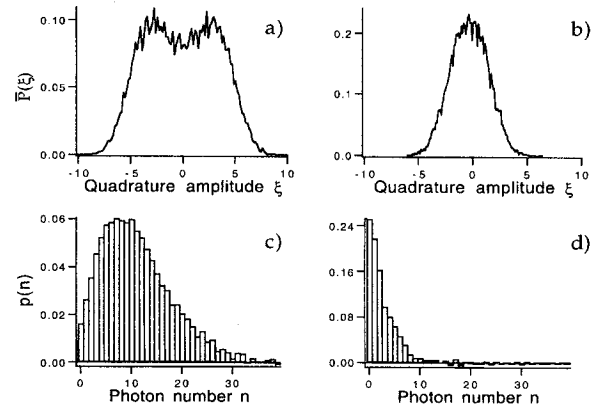 a)
0.10
0.05
0.00
P̅(ξ)
-10 -5 0 5 10
Quadrature amplitude ξ
b)
0.2
0.1
0.0
-10 -5 0 5 10
Quadrature amplitude ξ
c)
0.06
0.04
0.02
0.00
p(n)
0 10 20 30
Photon number n
d)
0.24
0.16
0.08
0.00
0 10 20 30
Photon number n